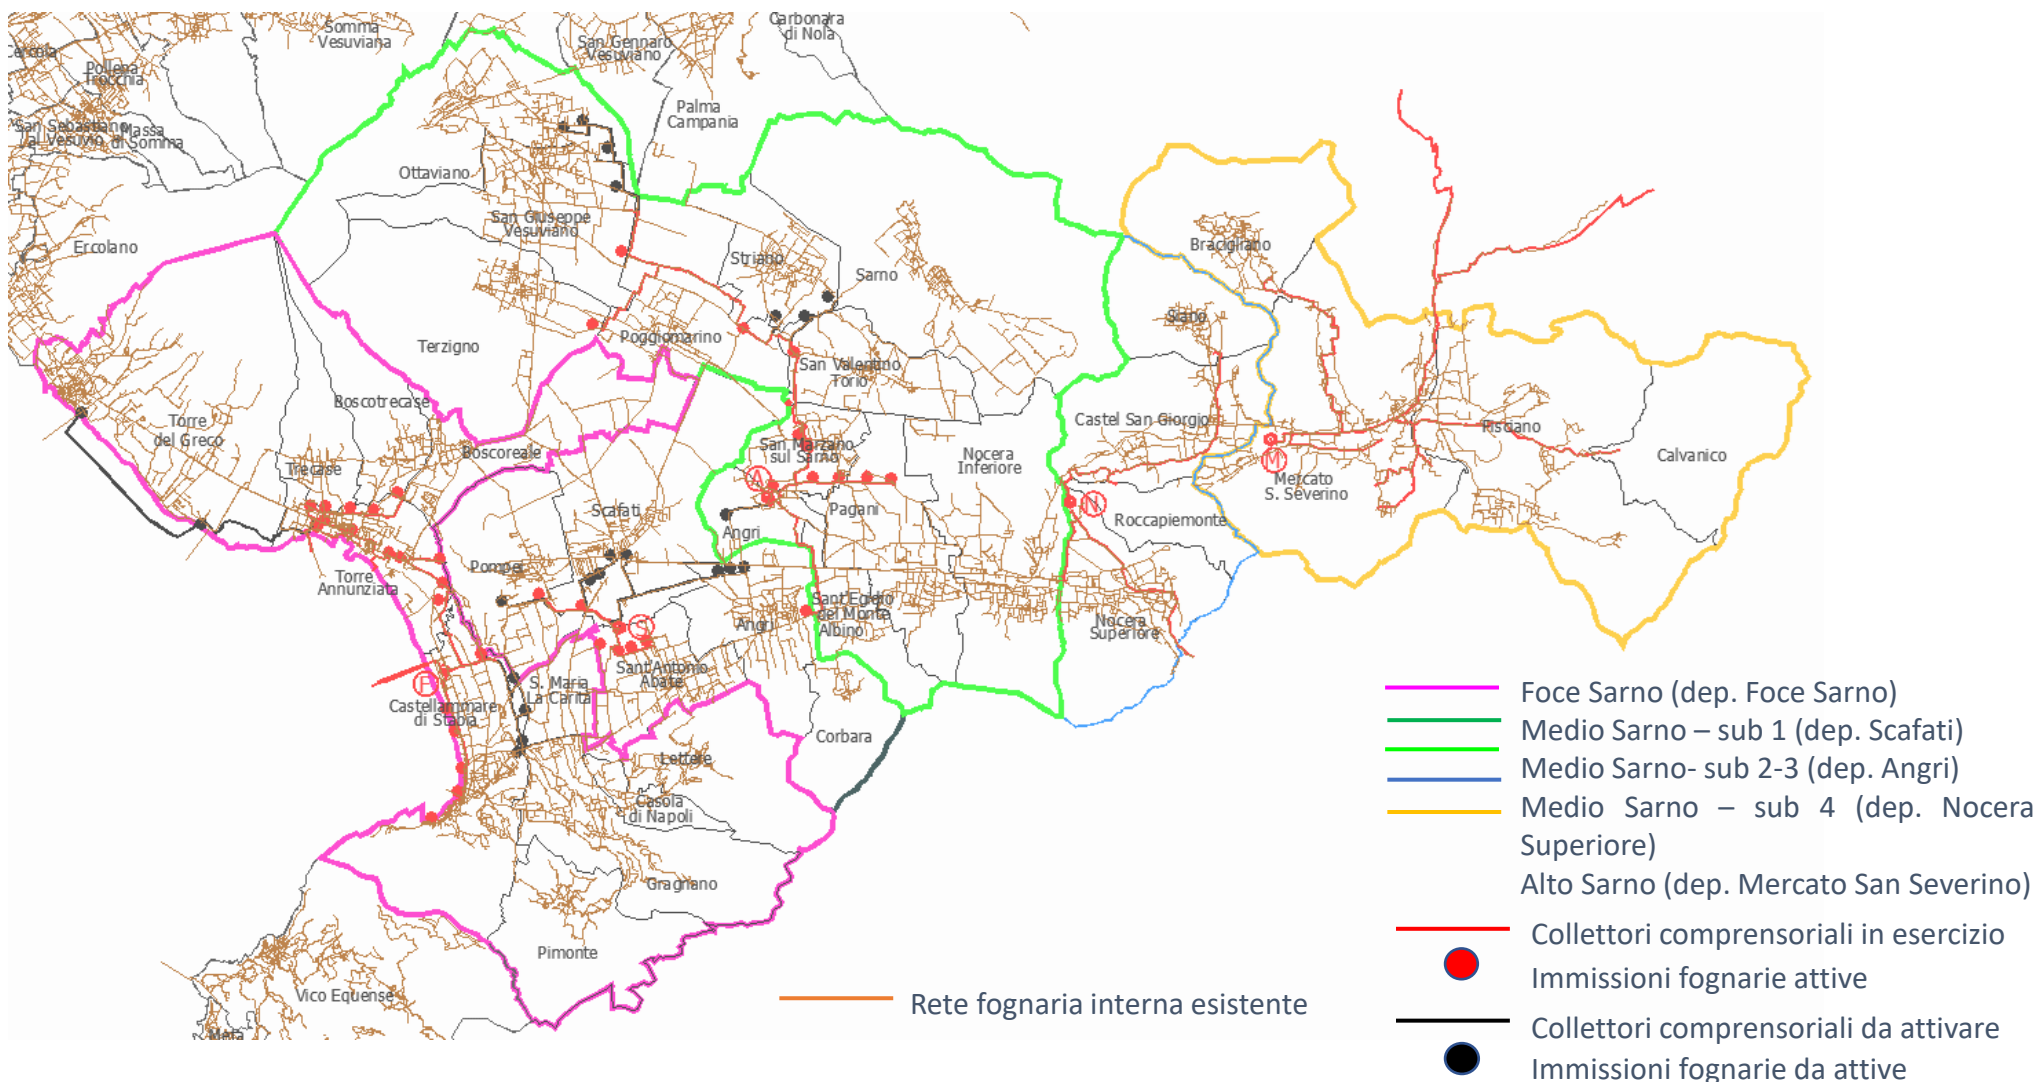 Somma
Vesuviana
Carbonara
di Nola
San Gennaro
Vesuviano
Cercola
Pollena
Trocchia
Palma
Campania
San Sebastiano
al Vesuvio
Massa
di Somma
Ottaviano
San Giuseppe
Vesuviano
Ercolano
Striano
Sarno
Bracigliano
Siano
Terzigno
Poggiomarino
San Valentino
Torio
Boscotrecase
Torre
del Greco
Trecase
Boscoreale
San Marzano
sul Sarno
Nocera
Inferiore
Castel San Giorgio
Fisciano
Calvanico
Mercato
S. Severino
M
A
N
Scafati
Angri
Pagani
Roccapiemonte
Pompei
Torre
Annunziata
Angri
Sant'Egidio
del Monte
Albino
Nocera
Superiore
S
Sant'Antonio
Abate
S. Maria
La Carità
F
Castellammare
di Stabia
Corbara
Lettere
Casola
di Napoli
Gragnano
Pimonte
Vico Equense
Meta
Foce Sarno (dep. Foce Sarno)
Medio Sarno – sub 1 (dep. Scafati)
Medio Sarno- sub 2-3 (dep. Angri)
Medio Sarno – sub 4 (dep. Nocera
Superiore)
Alto Sarno (dep. Mercato San Severino)
Collettori comprensoriali in esercizio
Immissioni fognarie attive
Rete fognaria interna esistente
Collettori comprensoriali da attivare
Immissioni fognarie da attive